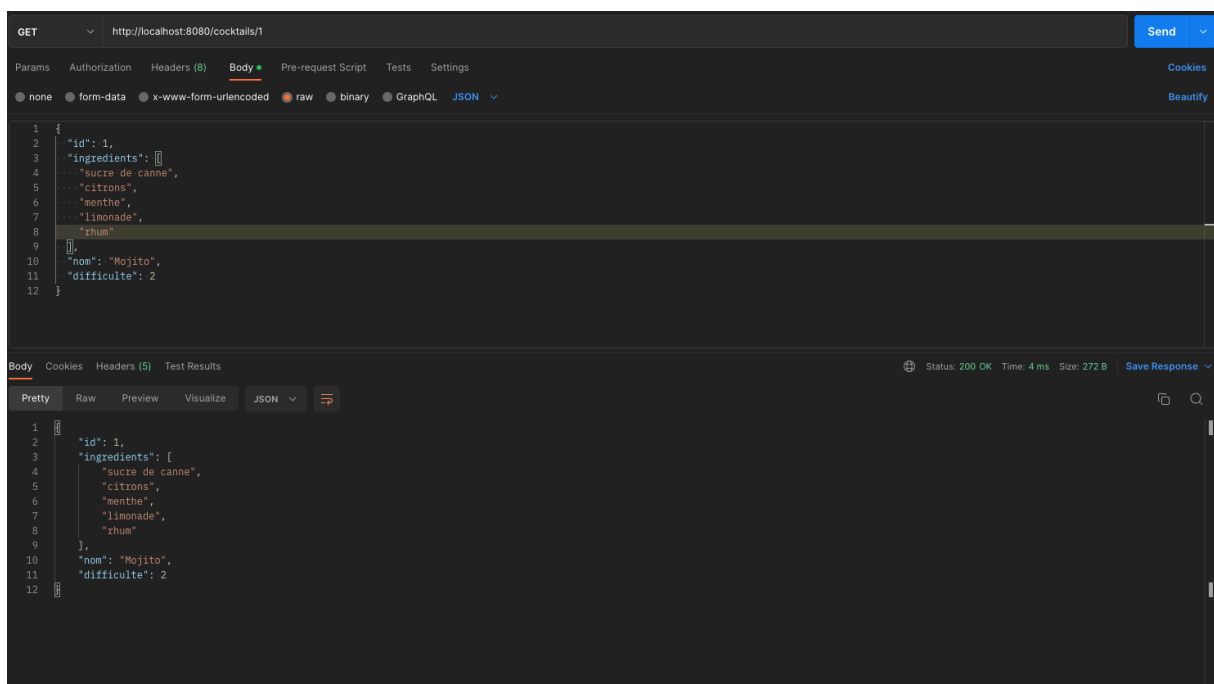 GET http://localhost:8080/cocktails/1 Send
Params Authorization Headers (8) Body Pre-request Script Tests Settings Cookies
none form-data x-www-form-urlencoded raw binary GraphQL JSON Beautify
1 {
2 "id": 1,
3 "ingredients": [
4 "sucre de canne",
5 "citrons",
6 "menthe",
7 "limonade",
8 "rhum"
9 ],
10 "nom": "Mojito",
11 "difficulte": 2
12 }
Body Cookies Headers (5) Test Results Status: 200 OK Time: 4 ms Size: 272 B Save Response
Pretty Raw Preview Visualize JSON
1 {
2 "id": 1,
3 "ingredients": [
4 "sucre de canne",
5 "citrons",
6 "menthe",
7 "limonade",
8 "rhum"
9 ],
10 "nom": "Mojito",
11 "difficulte": 2
12 }